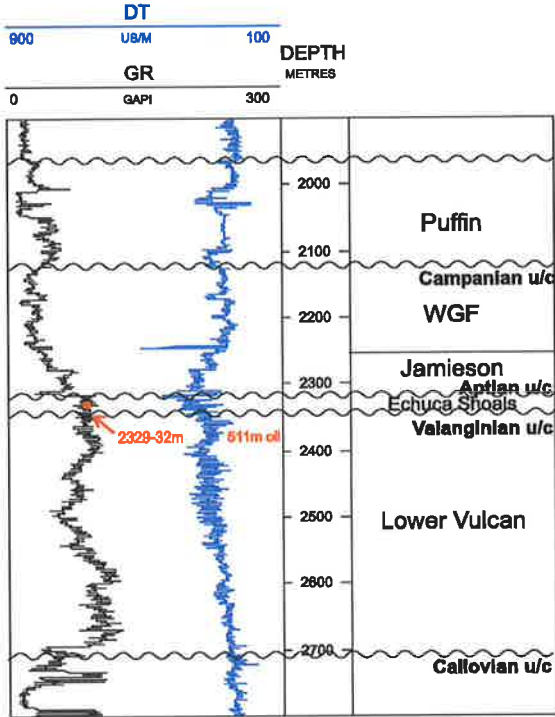 DT
900 US/M 100
GR
0 GAPI 300
DEPTH
METRES
2000
Puffin
2100
Campanian u/c
2200
WGF
Jamieson
2300
Aptian u/c
Echuca Shoals
2329-32m
511m oil
Valanginian u/c
2400
2500
Lower Vulcan
2600
2700
Callovian u/c